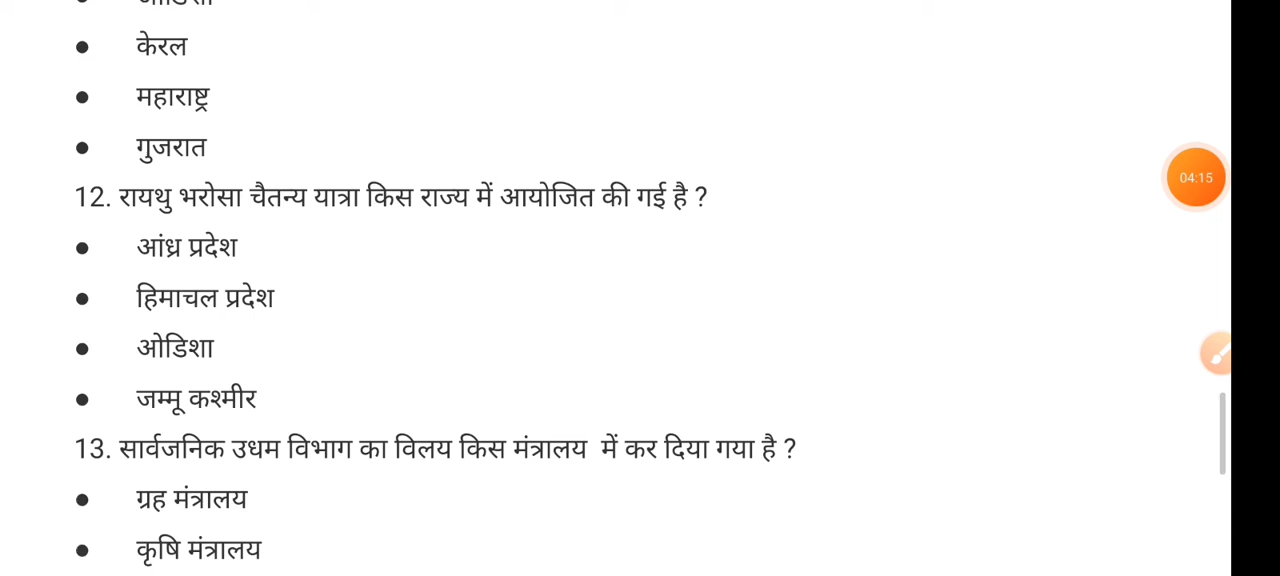 ● केरल
● महाराष्ट्र
● गुजरात
12. रायथु भरोसा चैतन्य यात्रा किस राज्य में आयोजित की गई है ?
04:15
● आंध्र प्रदेश
● हिमाचल प्रदेश
● ओडिशा
● जम्मू कश्मीर
13. सार्वजनिक उधम विभाग का विलय किस मंत्रालय में कर दिया गया है ?
● ग्रह मंत्रालय
● कृषि मंत्रालय